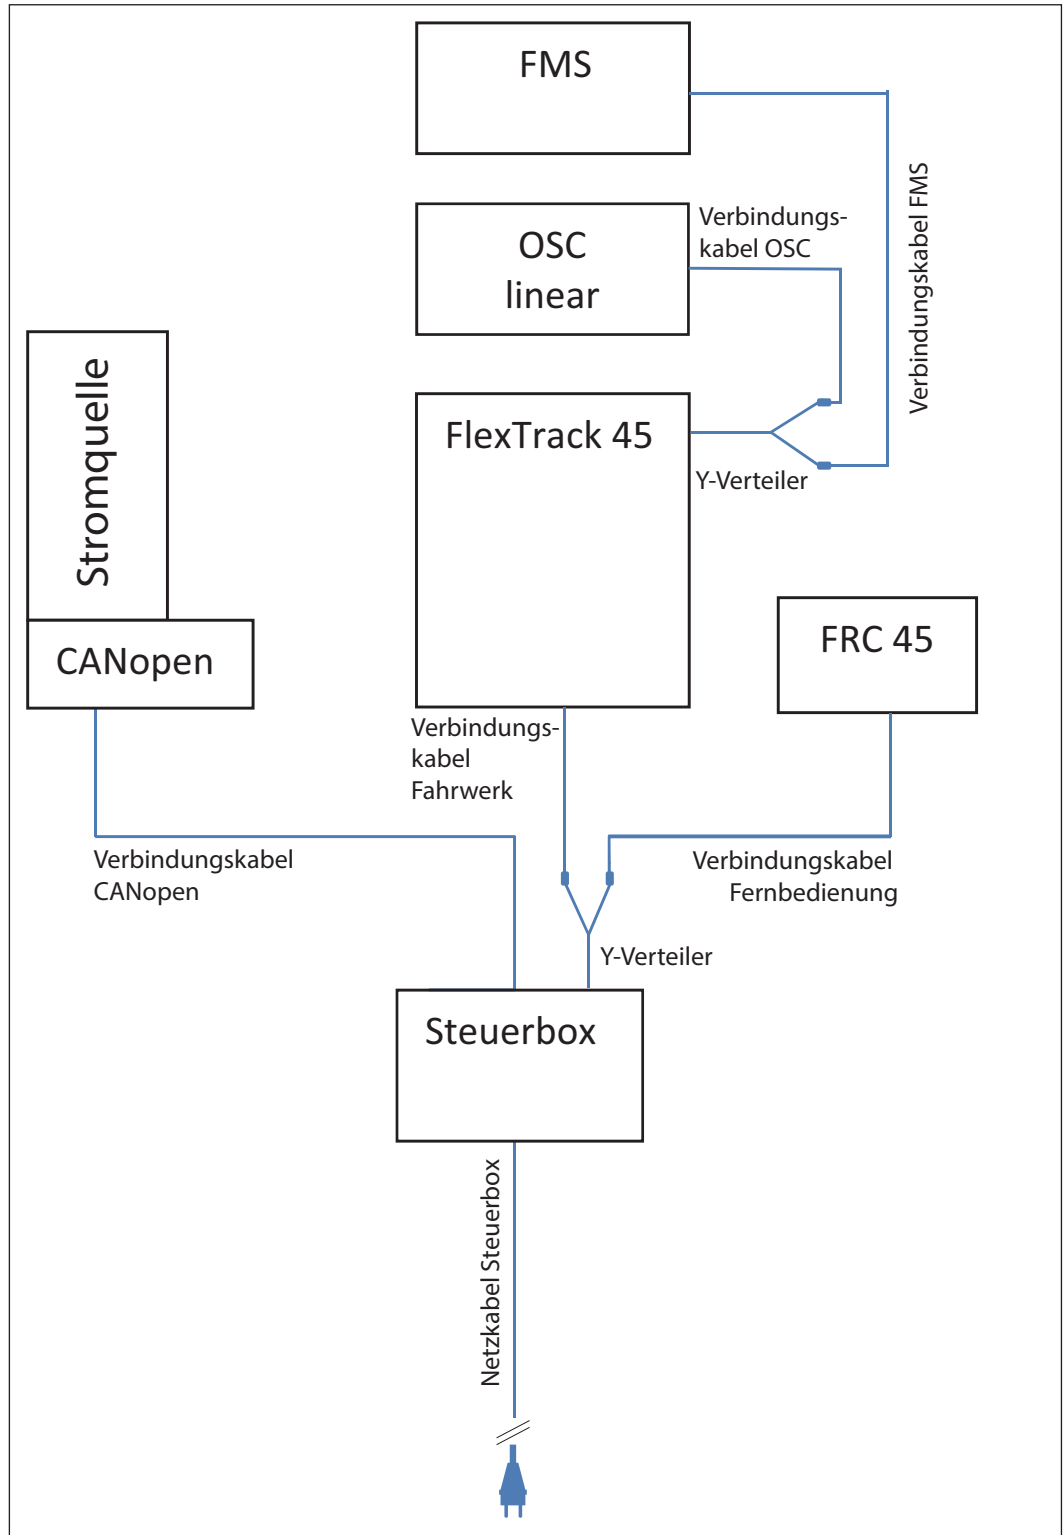 FMS
Verbindungskabel FMS
Verbindungs-
kabel OSC
OSC
linear
Stromquelle
CANopen
FlexTrack 45
Y-Verteiler
FRC 45
Verbindungs-
kabel
Fahrwerk
Verbindungskabel
CANopen
Verbindungskabel
Fernbedienung
Y-Verteiler
Steuerbox
Netzkabel Steuerbox